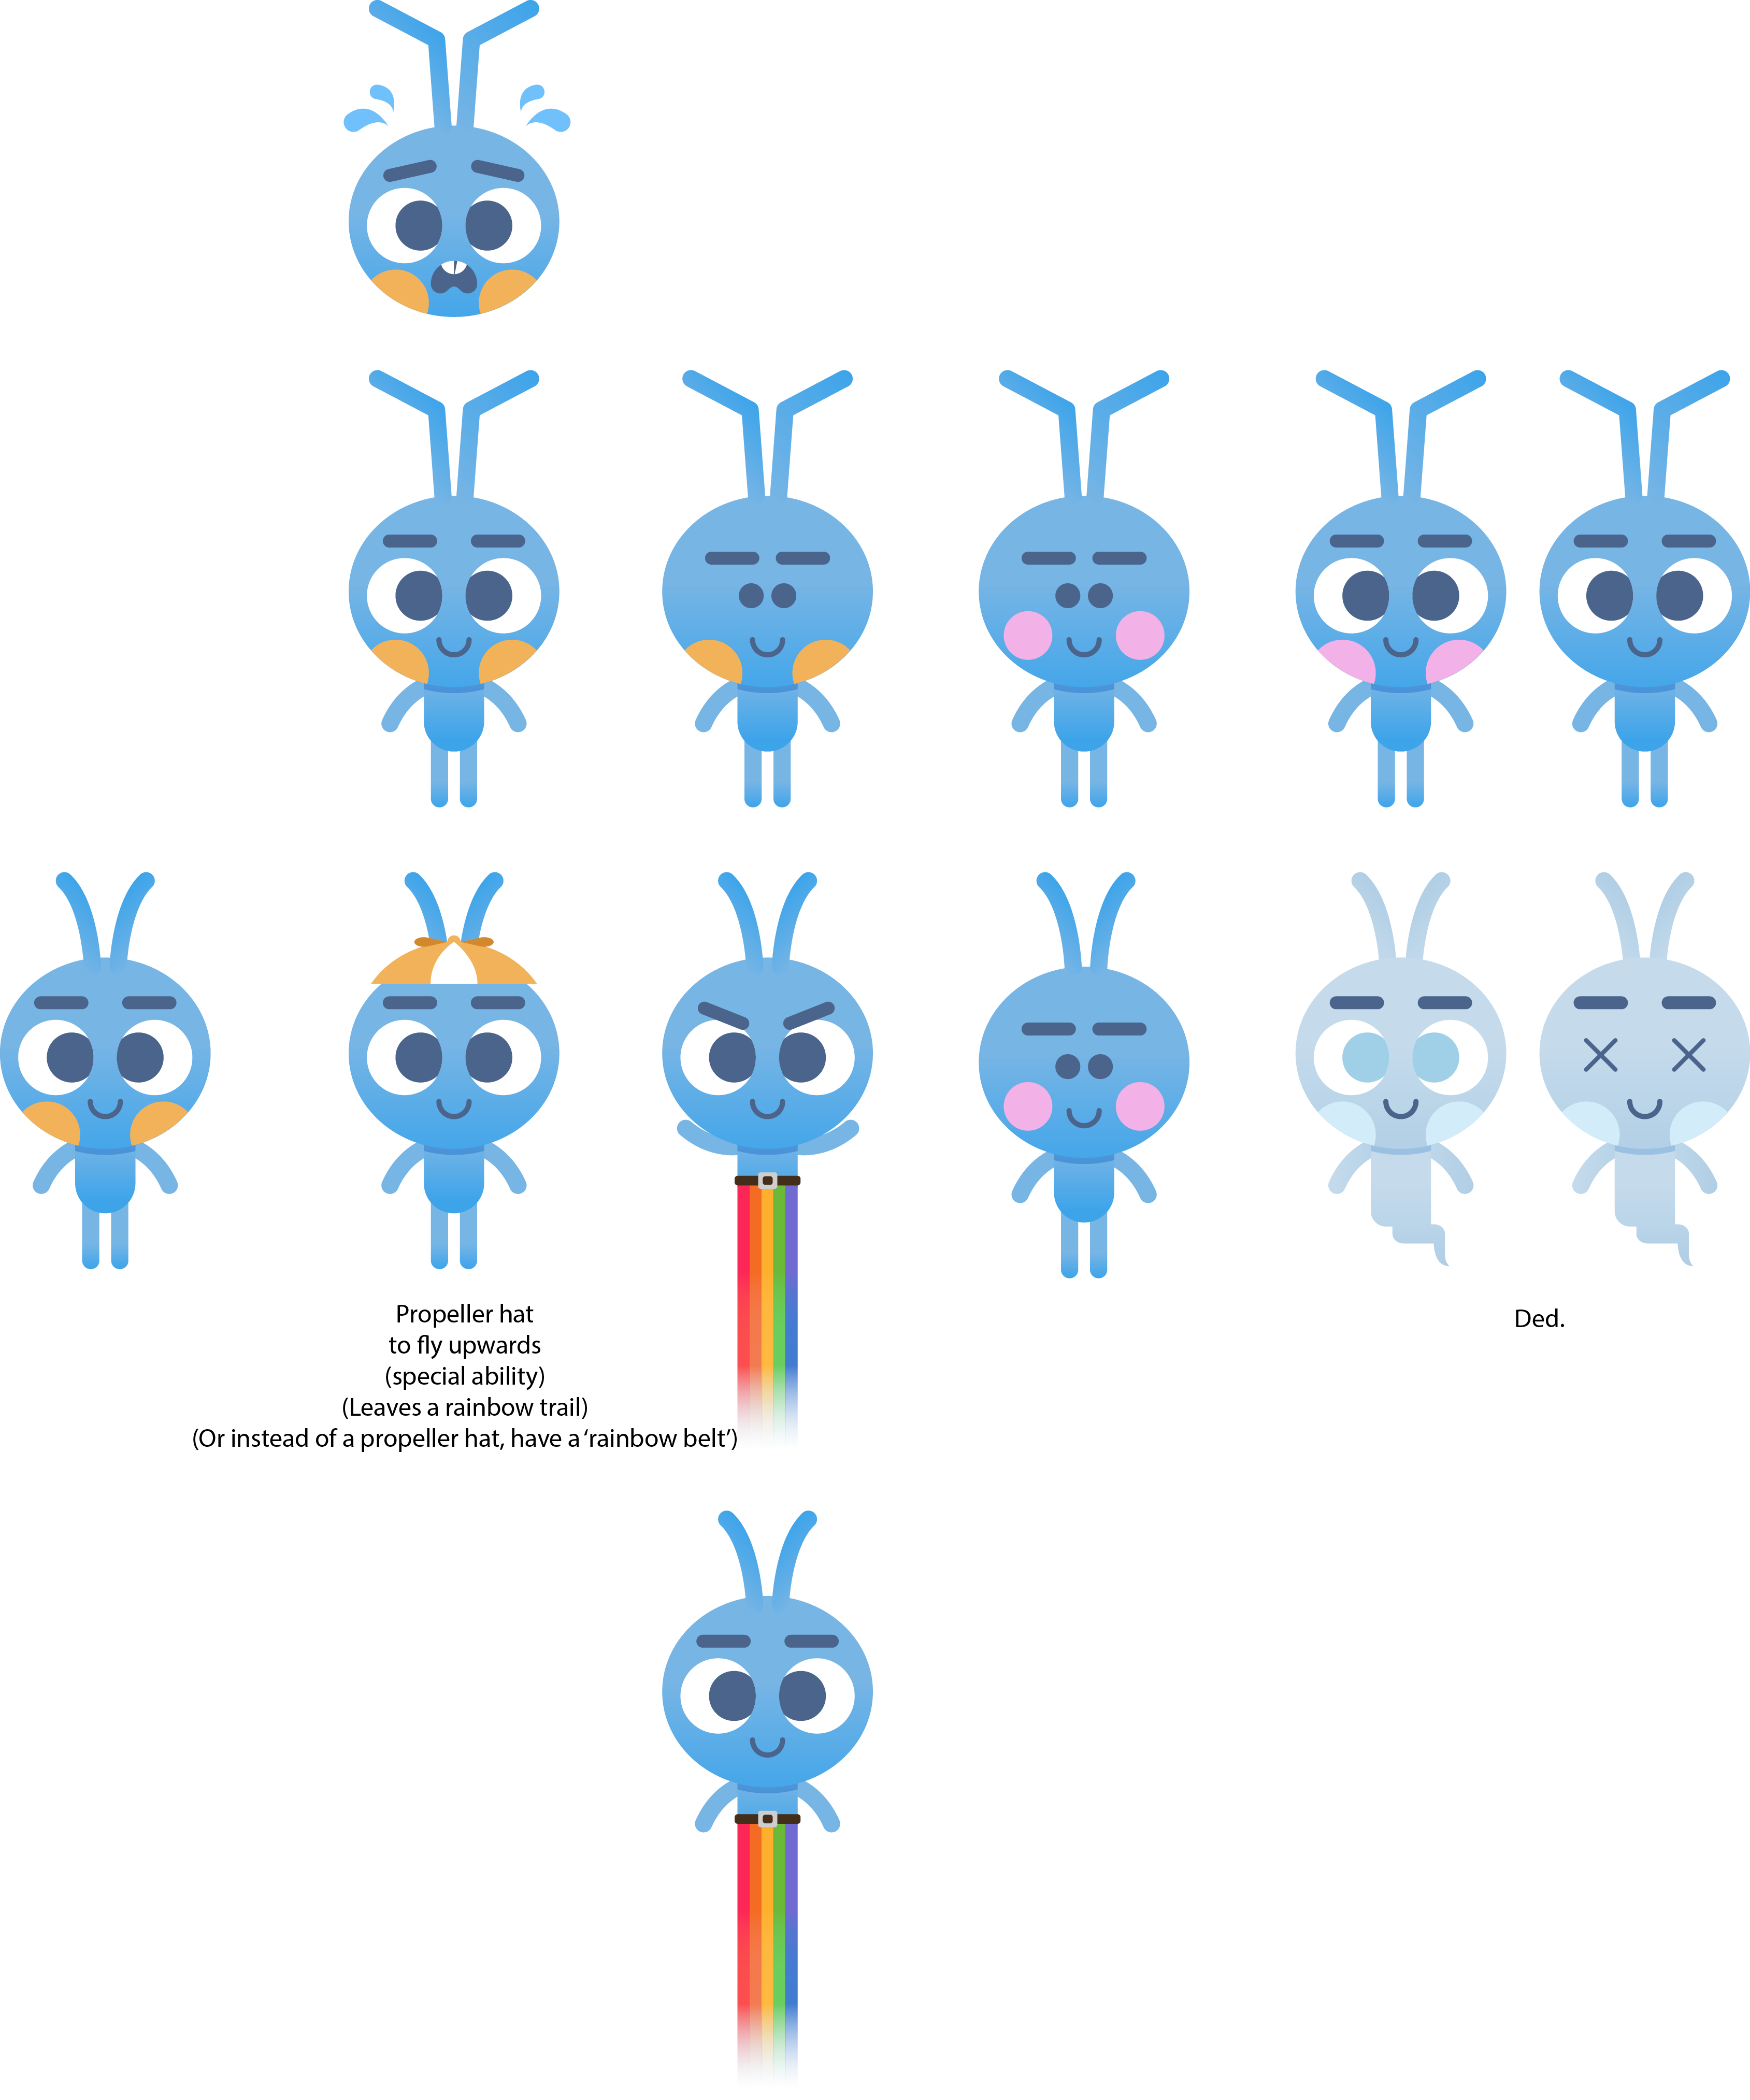 Propeller hat
to fly upwards
(special ability)
(Leaves a rainbow trail)
(Or instead of a propeller hat, have a ‘rainbow belt’)
Ded.